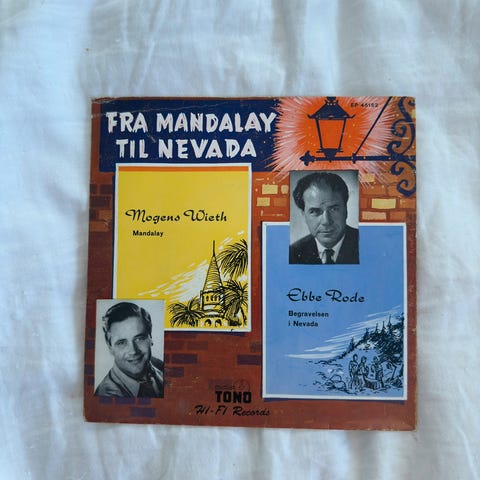 EP 45152
FRA MANDALAY
TIL NEVADA
Mogens Wieth
Mandalay
Ebbe Rode
Begravelsen
i Nevada
TONO
HI-FI Records